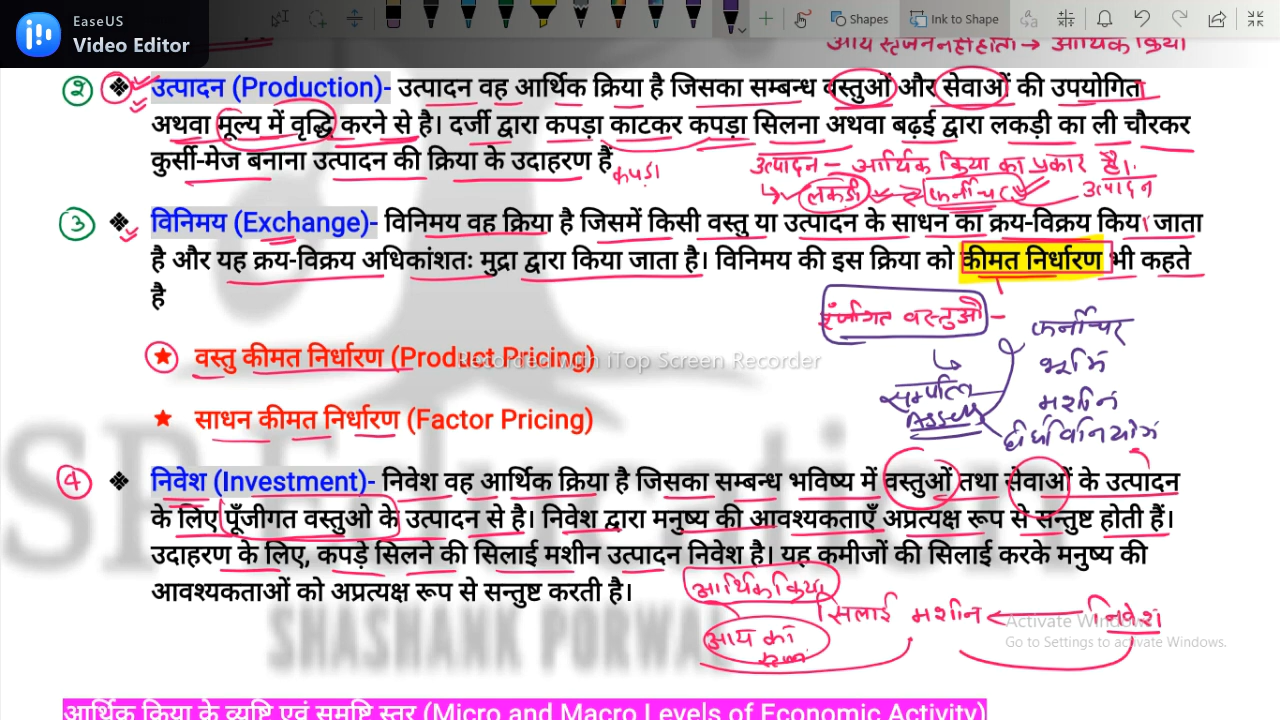 EaseUS
Video Editor
Shapes
Ink to Shape
आय सृजन नही होता → आर्थिक क्रिया
② ❖ उत्पादन (Production)- उत्पादन वह आर्थिक क्रिया है जिसका सम्बन्ध वस्तुओं और सेवाओं की उपयोगिता
अथवा मूल्य में वृद्धि करने से है। दर्जी द्वारा कपड़ा काटकर कपड़ा सिलना अथवा बढ़ई द्वारा लकड़ी का ली चौरकर
कुर्सी-मेज बनाना उत्पादन की क्रिया के उदाहरण हैं
कपड़ा
उत्पादन - आर्थिक क्रिया का प्रकार है।
लकडी फर्नीचर उत्पादन
③ ❖ विनिमय (Exchange)- विनिमय वह क्रिया है जिसमें किसी वस्तु या उत्पादन के साधन का क्रय-विक्रय किया जाता
है और यह क्रय-विक्रय अधिकांशतः मुद्रा द्वारा किया जाता है। विनिमय की इस क्रिया को कीमत निर्धारण भी कहते
है
पूंजीगत वस्तुओं -
फर्नीचर
भूमि
मशीन
सम्पत्ति
Assets
★ वस्तु कीमत निर्धारण (Product Pricing)
Recorded with iTop Screen Recorder
★ साधन कीमत निर्धारण (Factor Pricing)
④ ❖ निवेश (Investment)- निवेश वह आर्थिक क्रिया है जिसका सम्बन्ध भविष्य में वस्तुओं तथा सेवाओं के उत्पादन
के लिए पूँजीगत वस्तुओ के उत्पादन से है। निवेश द्वारा मनुष्य की आवश्यकताएँ अप्रत्यक्ष रूप से सन्तुष्ट होती हैं।
उदाहरण के लिए, कपड़े सिलने की सिलाई मशीन उत्पादन निवेश है। यह कमीजों की सिलाई करके मनुष्य की
आवश्यकताओं को अप्रत्यक्ष रूप से सन्तुष्ट करती है।
आर्थिक क्रिया
सिलाई मशीन ← निवेश
आय का
SHASHANK PORWAL
Activate Windows
Go to Settings to activate Windows.
आर्थिक क्रिया के व्यष्टि एवं समष्टि स्तर (Micro and Macro Levels of Economic Activity)